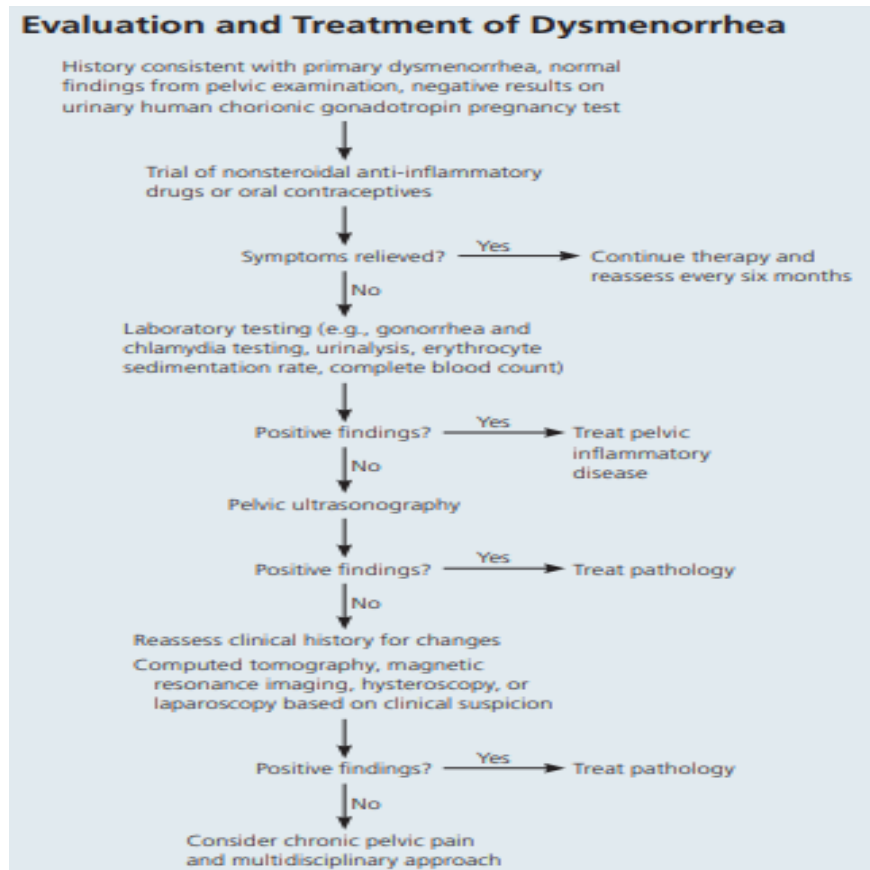 Evaluation and Treatment of Dysmenorrhea
History consistent with primary dysmenorrhea, normal
findings from pelvic examination, negative results on
urinary human chorionic gonadotropin pregnancy test
Trial of nonsteroidal anti-inflammatory
drugs or oral contraceptives
Symptoms relieved?
Yes
Continue therapy and
reassess every six months
No
Laboratory testing (e.g., gonorrhea and
chlamydia testing, urinalysis, erythrocyte
sedimentation rate, complete blood count)
Positive findings?
Yes
Treat pelvic
inflammatory
disease
No
Pelvic ultrasonography
Positive findings?
Yes
Treat pathology
No
Reassess clinical history for changes
Computed tomography, magnetic
resonance imaging, hysteroscopy, or
laparoscopy based on clinical suspicion
Positive findings?
Yes
Treat pathology
No
Consider chronic pelvic pain
and multidisciplinary approach